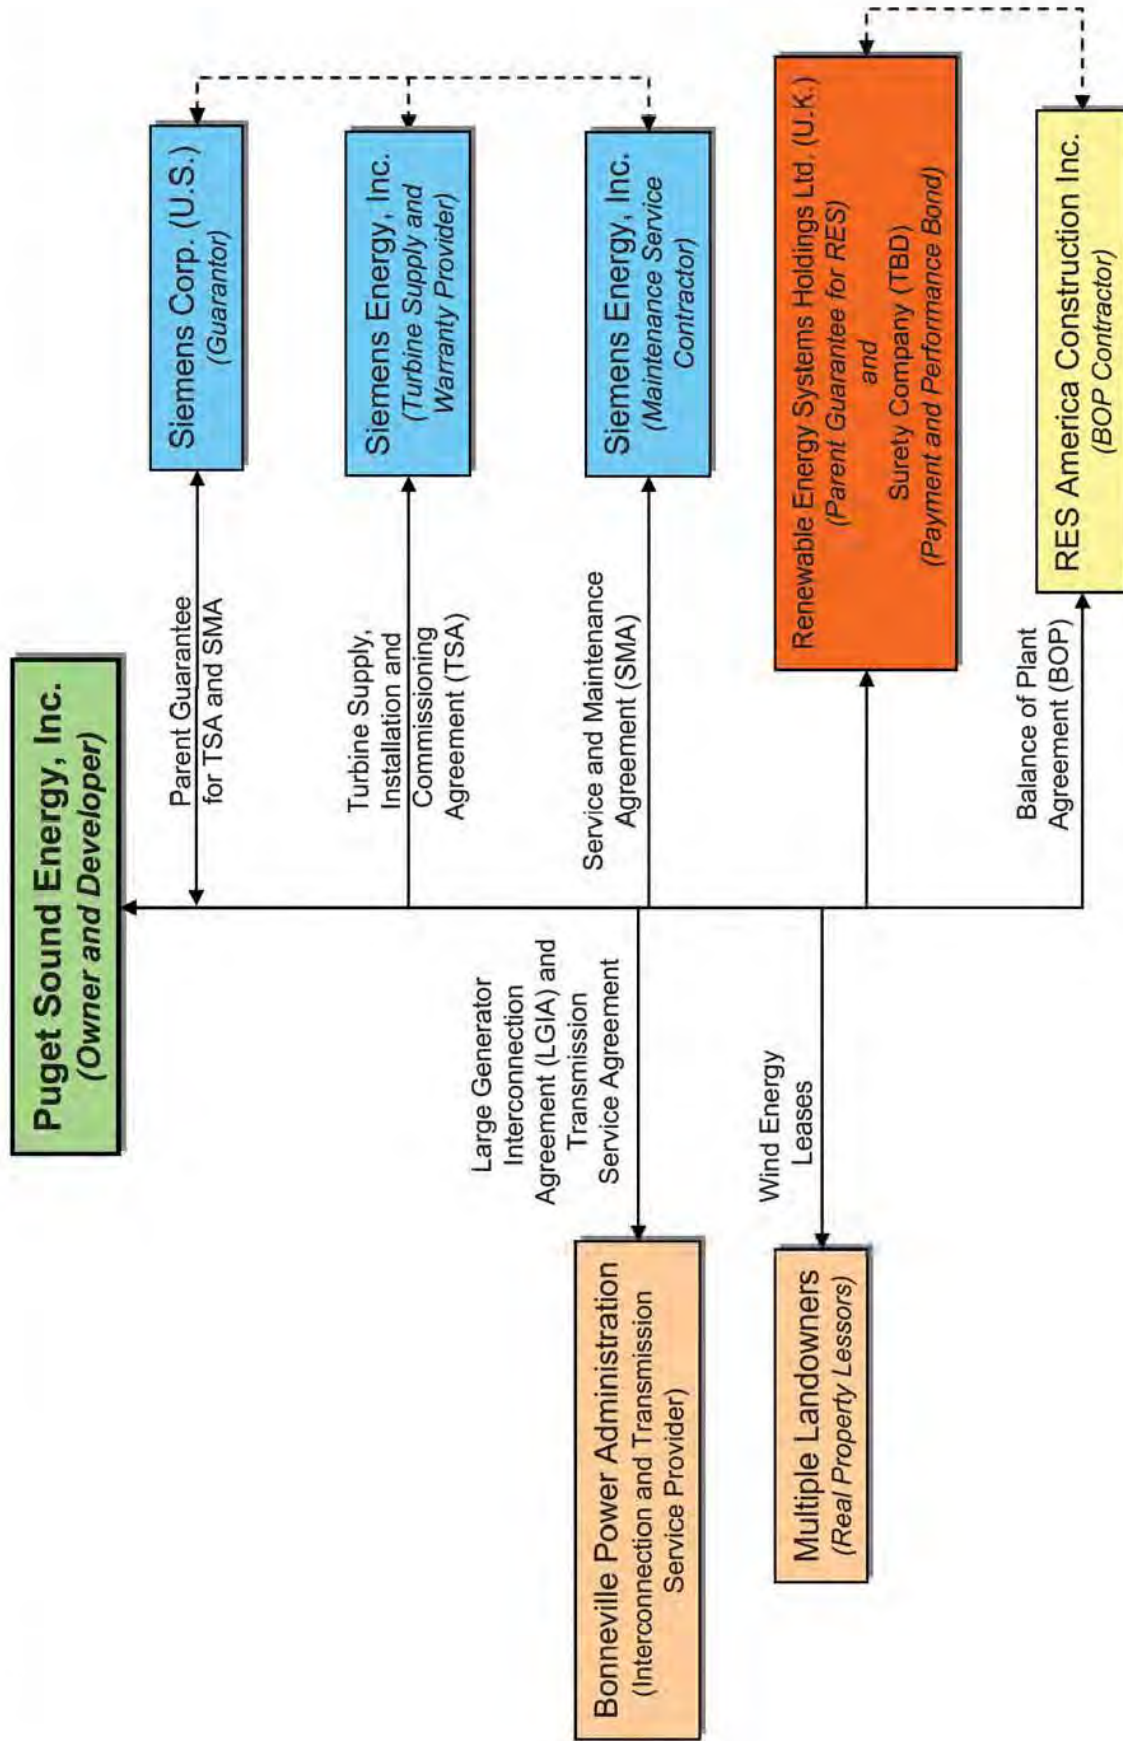 Puget Sound Energy, Inc.
(Owner and Developer)
Parent Guarantee
for TSA and SMA
Siemens Corp. (U.S.)
(Guarantor)
Turbine Supply,
Installation and
Commissioning
Agreement (TSA)
Siemens Energy, Inc.
(Turbine Supply and
Warranty Provider)
Large Generator
Interconnection
Agreement (LGIA) and
Transmission
Service Agreement
Bonneville Power Administration
(Interconnection and Transmission
Service Provider)
Service and Maintenance
Agreement (SMA)
Siemens Energy, Inc.
(Maintenance Service
Contractor)
Wind Energy
Leases
Multiple Landowners
(Real Property Lessors)
Renewable Energy Systems Holdings Ltd. (U.K.)
(Parent Guarantee for RES)
and
Surety Company (TBD)
(Payment and Performance Bond)
Balance of Plant
Agreement (BOP)
RES America Construction Inc.
(BOP Contractor)